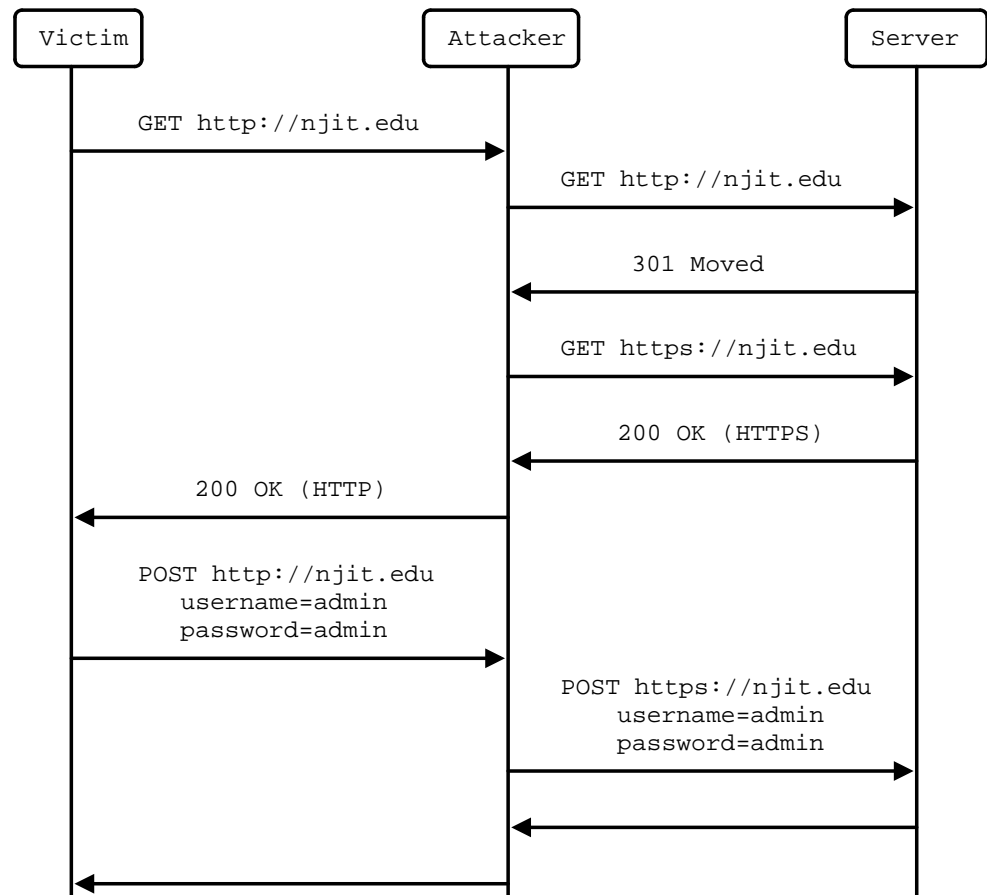 Victim
Attacker
Server
GET http://njit.edu
GET http://njit.edu
301 Moved
GET https://njit.edu
200 OK (HTTPS)
200 OK (HTTP)
POST http://njit.edu
username=admin
password=admin
POST https://njit.edu
username=admin
password=admin